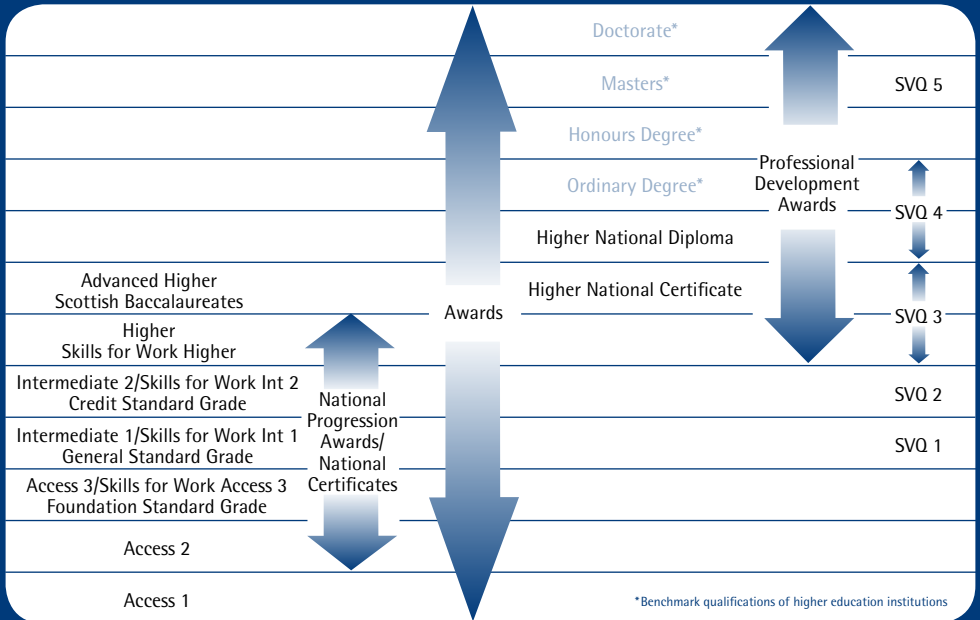 Doctorate*
Masters*
SVQ 5
Honours Degree*
Professional
Development
Awards
Ordinary Degree*
SVQ 4
Higher National Diploma
Advanced Higher
Scottish Baccalaureates
Higher National Certificate
Awards
SVQ 3
Higher
Skills for Work Higher
Intermediate 2/Skills for Work Int 2
Credit Standard Grade
National
Progression
Awards/
National
Certificates
SVQ 2
Intermediate 1/Skills for Work Int 1
General Standard Grade
SVQ 1
Access 3/Skills for Work Access 3
Foundation Standard Grade
Access 2
Access 1
*Benchmark qualifications of higher education institutions